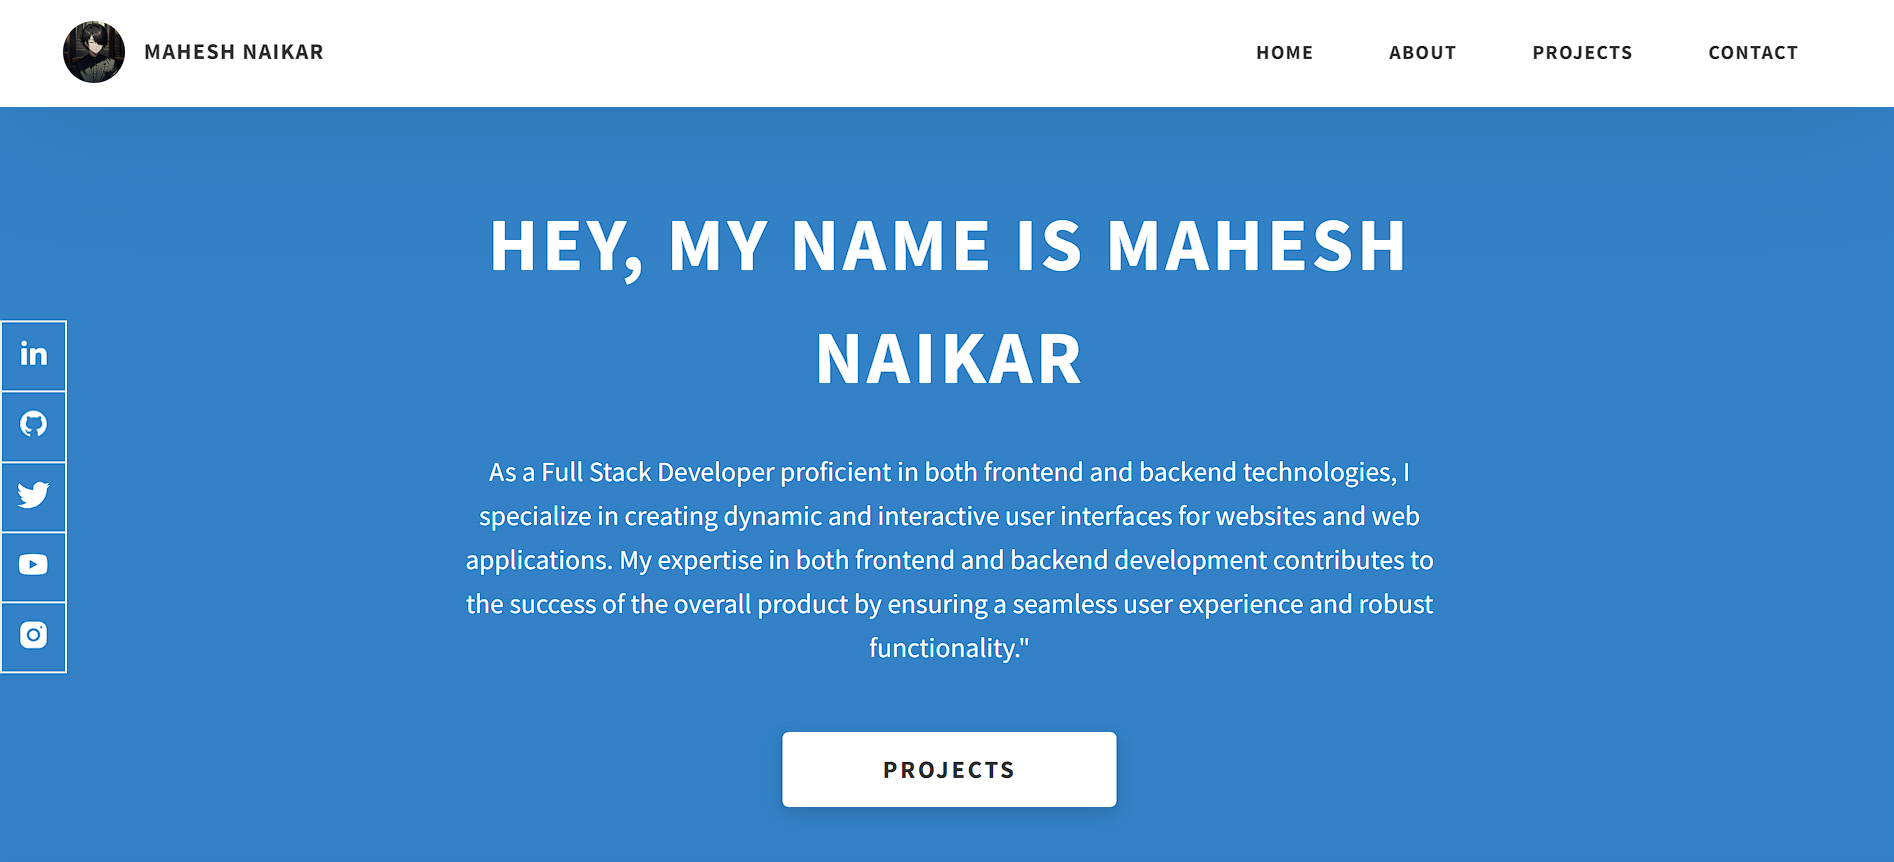 MAHESH NAIKAR
HOME
ABOUT
PROJECTS
CONTACT
HEY, MY NAME IS MAHESH
NAIKAR
As a Full Stack Developer proficient in both frontend and backend technologies, I
specialize in creating dynamic and interactive user interfaces for websites and web
applications. My expertise in both frontend and backend development contributes to
the success of the overall product by ensuring a seamless user experience and robust
functionality."
in
PROJECTS